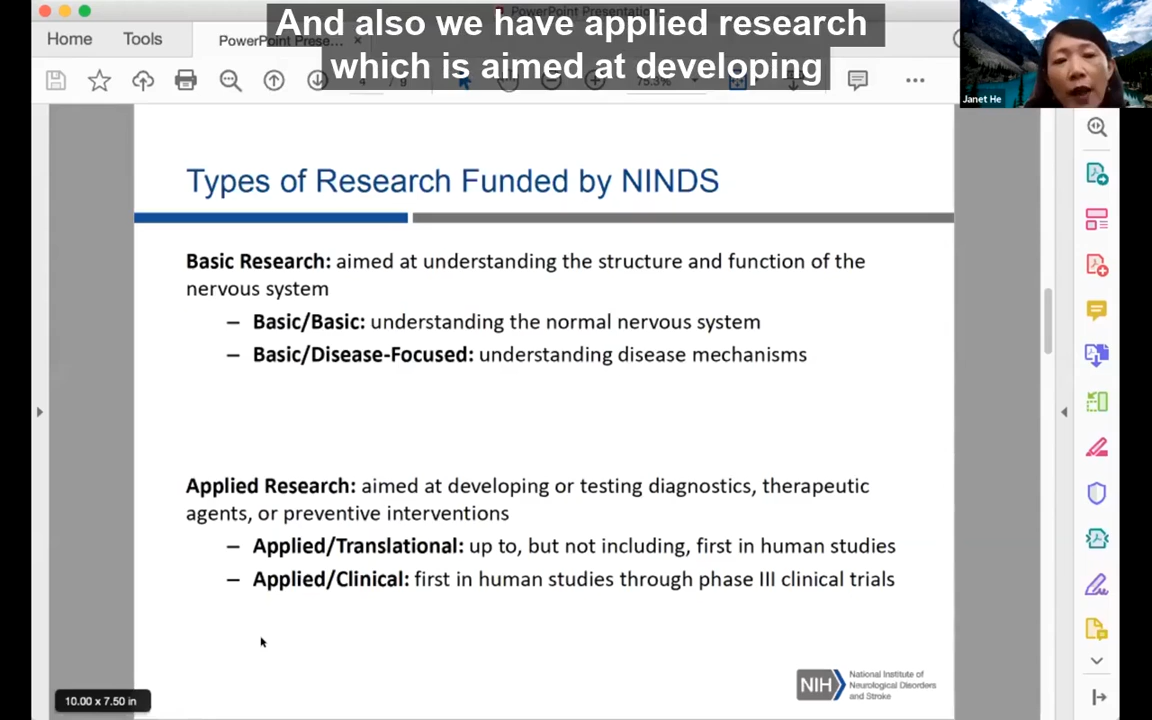 And also we have applied research
which is aimed at developing
Home
Tools
PowerPoint Prese...
PowerPoint Presentation
75.3%
Janet He
Types of Research Funded by NINDS
Basic Research: aimed at understanding the structure and function of the
nervous system
– Basic/Basic: understanding the normal nervous system
– Basic/Disease-Focused: understanding disease mechanisms
Applied Research: aimed at developing or testing diagnostics, therapeutic
agents, or preventive interventions
– Applied/Translational: up to, but not including, first in human studies
– Applied/Clinical: first in human studies through phase III clinical trials
10.00 x 7.50 in
NIH
National Institute of
Neurological Disorders
and Stroke